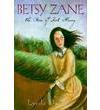 BETSY ZANE
the Rose of Fort Henry